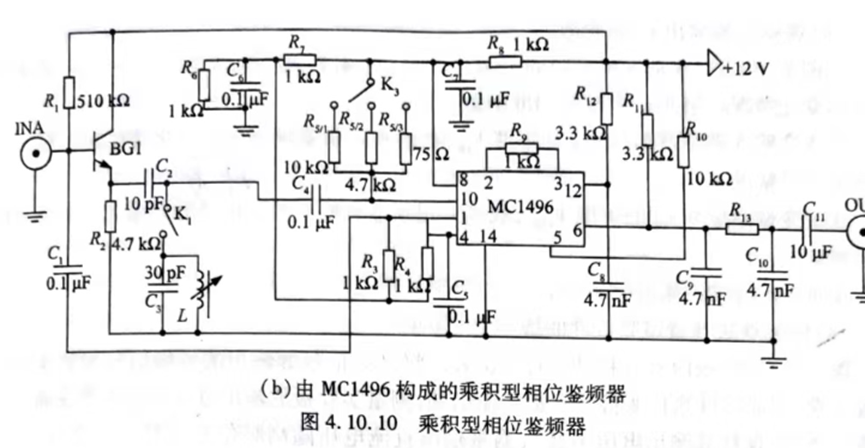 R₇
1 kΩ
R₈ 1 kΩ
+12 V
R₆
1 kΩ
C₆
0.1 μF
K₃
0.1 μF
R₁
510 kΩ
R₅/₂
R₅/₃
75 Ω
10 kΩ
4.7 kΩ
R₉
kΩ
R₁₂
3.3 kΩ
R₁₁
3.3 kΩ
R₁₀
10 kΩ
INA
BG1
10 pF
K₁
C₄
0.1 μF
8 2 3 12
10 MC1496
1 6
4 14 5
R₂ 4.7 kΩ
C₁
0.1 μF
30 pF
C₃
L
R₃
1 kΩ
R₄
1 kΩ
C₅
0.1 μF
C₈
4.7 nF
C₉
4.7 nF
R₁₃
C₁₀
4.7 nF
C₁₁
10 μF
OU
(b)由 MC1496 构成的乘积型相位鉴频器
图 4.10.10 乘积型相位鉴频器